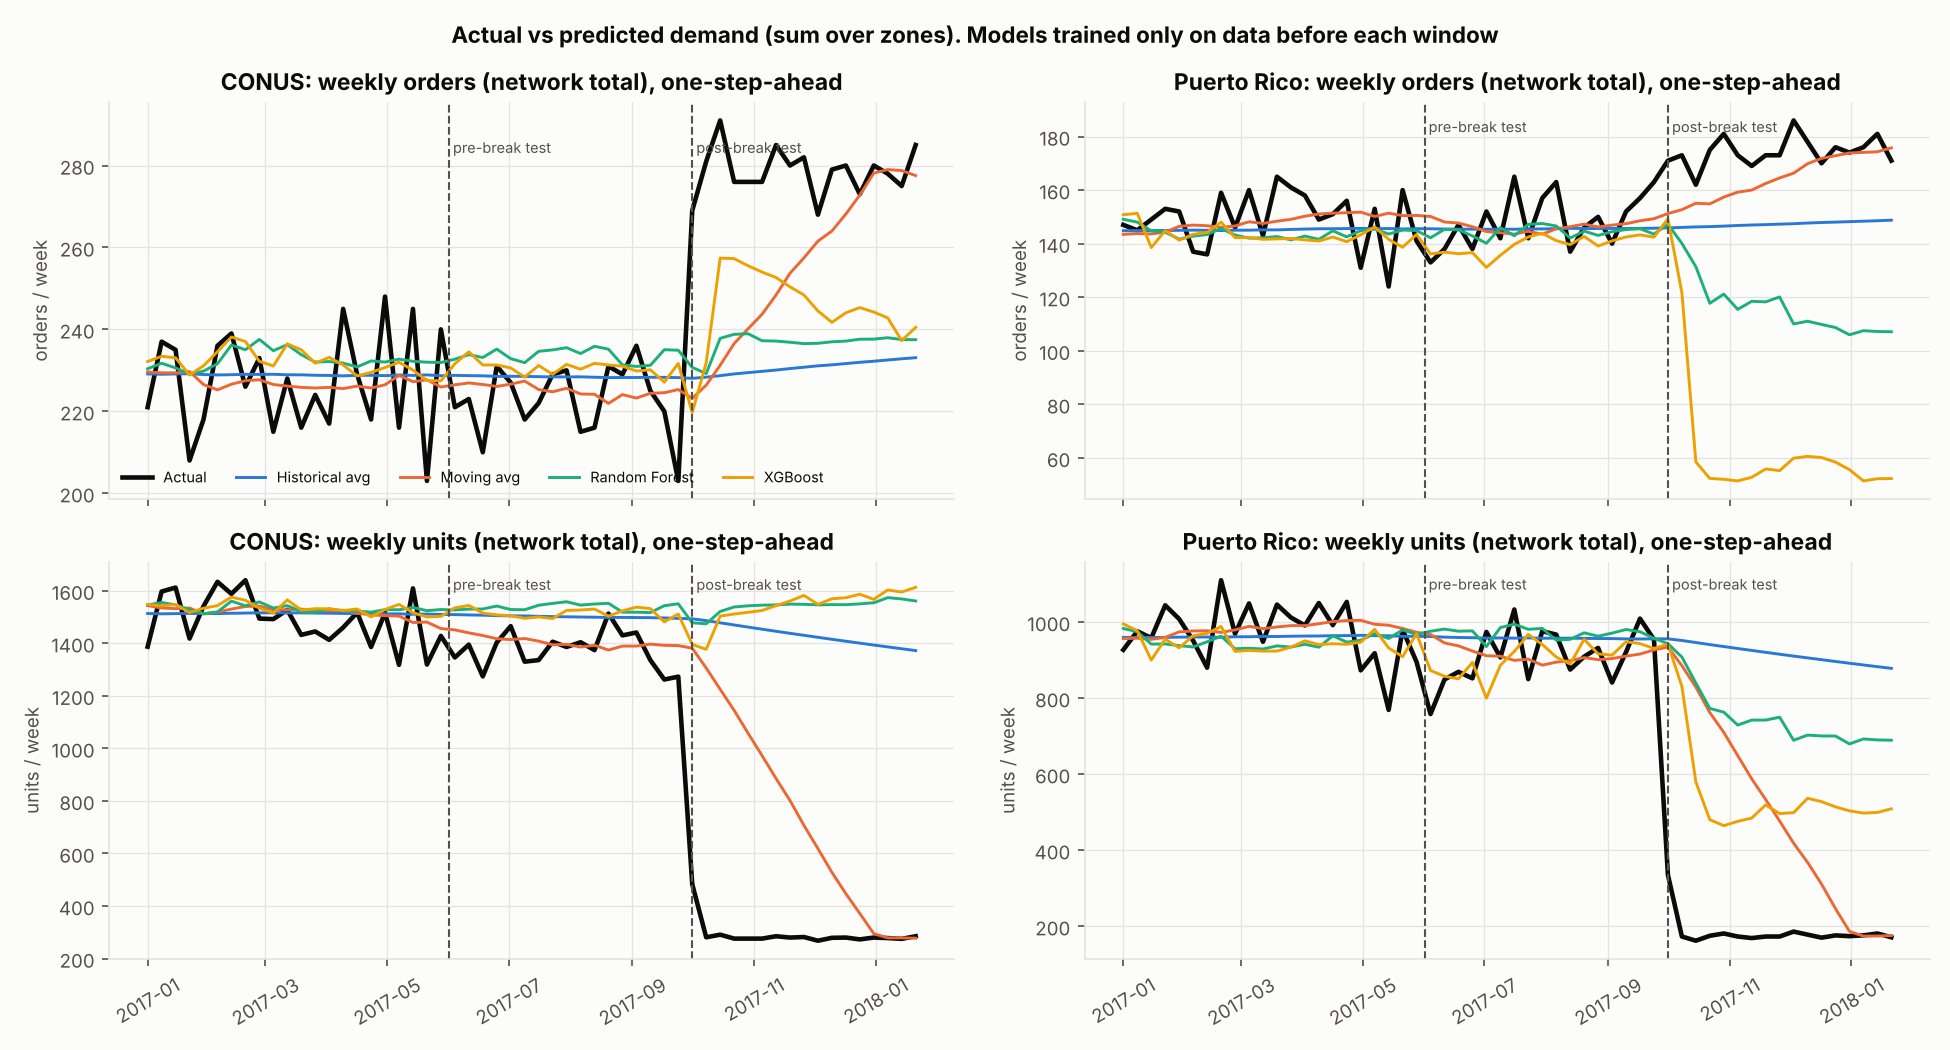 Actual vs predicted demand (sum over zones). Models trained only on data before each window
CONUS: weekly orders (network total), one-step-ahead
orders / week
280
260
240
220
200
pre-break test
post-break test
Actual
Historical avg
Moving avg
Random Forest
XGBoost
Puerto Rico: weekly orders (network total), one-step-ahead
orders / week
180
160
140
120
100
80
60
pre-break test
post-break test
CONUS: weekly units (network total), one-step-ahead
units / week
1600
1400
1200
1000
800
600
400
200
pre-break test
post-break test
2017-01
2017-03
2017-05
2017-07
2017-09
2017-11
2018-01
Puerto Rico: weekly units (network total), one-step-ahead
units / week
1000
800
600
400
200
pre-break test
post-break test
2017-01
2017-03
2017-05
2017-07
2017-09
2017-11
2018-01